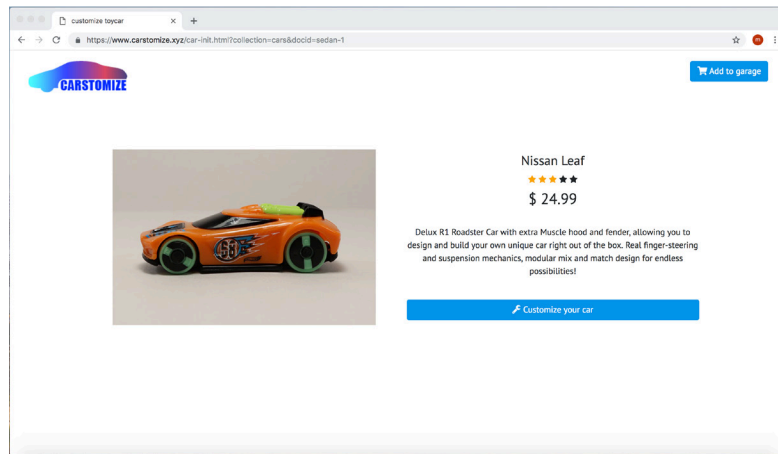 customize toycar
https://www.carstomize.xyz/car-init.html?collection=cars&docid=sedan-1
m
CARSTOMIZE
Add to garage
Nissan Leaf
$ 24.99
Delux R1 Roadster Car with extra Muscle hood and fender, allowing you to
design and build your own unique car right out of the box. Real finger-steering
and suspension mechanics, modular mix and match design for endless
possibilities!
Customize your car